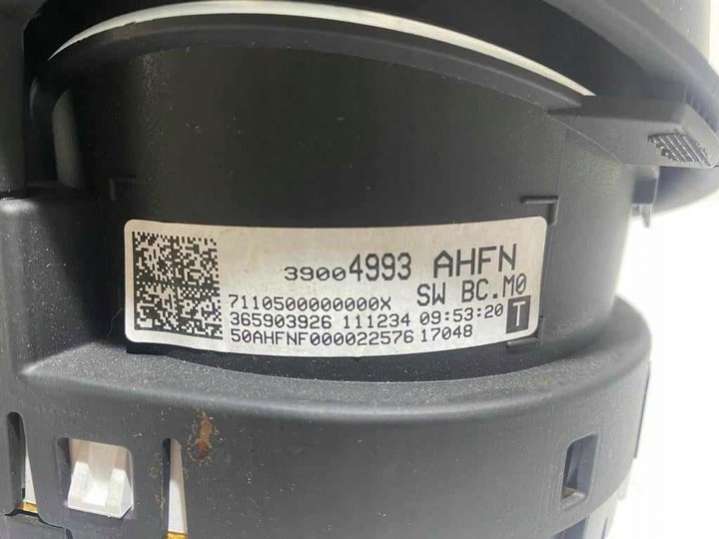 39004993 AHFN
7110500000000X SW BC.M0
365903926 111234 09:53:20 T
50AHFNF000022576 17048